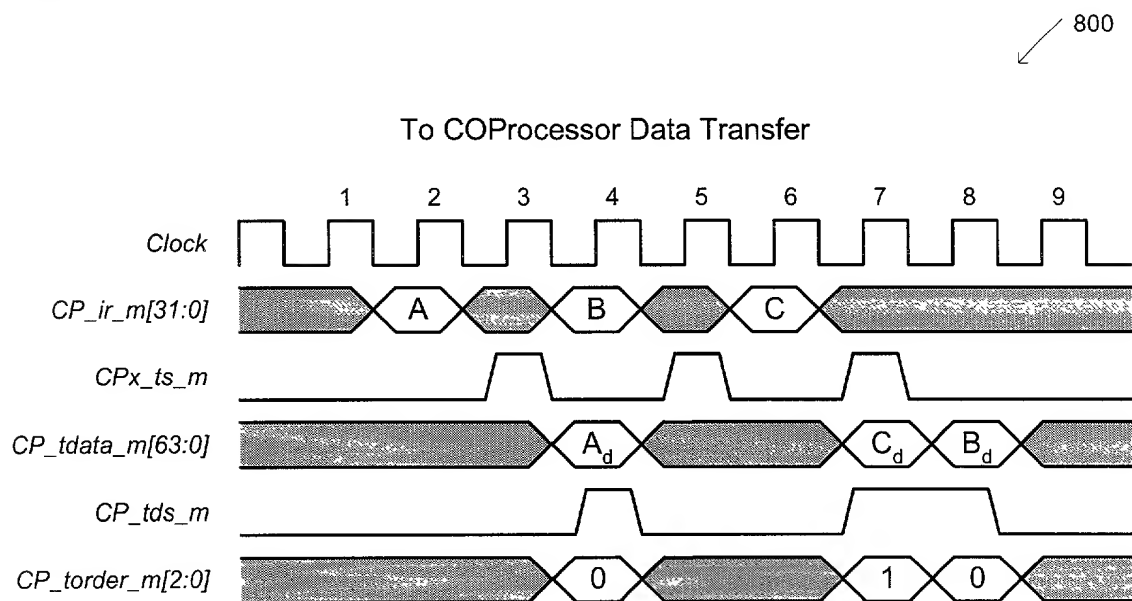 800
To COProcessor Data Transfer
1 2 3 4 5 6 7 8 9
Clock
CP_ir_m[31:0] A B C
CPx_ts_m
CP_tdata_m[63:0] Ad Cd Bd
CP_tds_m
CP_torder_m[2:0] 0 1 0